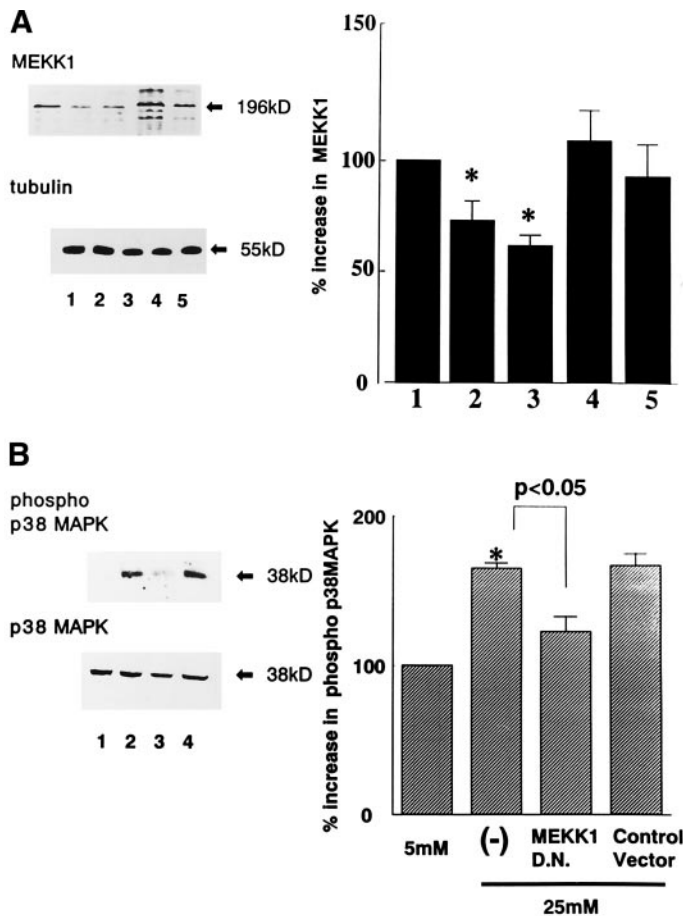 A
MEKK1
196kD
tubulin
55kD
1 2 3 4 5
% increase in MEKK1
150
100
50
0
* *
1 2 3 4 5
B
phospho
p38 MAPK
38kD
p38 MAPK
38kD
1 2 3 4
% increase in phospho p38MAPK
200
100
0
p<0.05
*
5mM (-) MEKK1 D.N. Control Vector
25mM